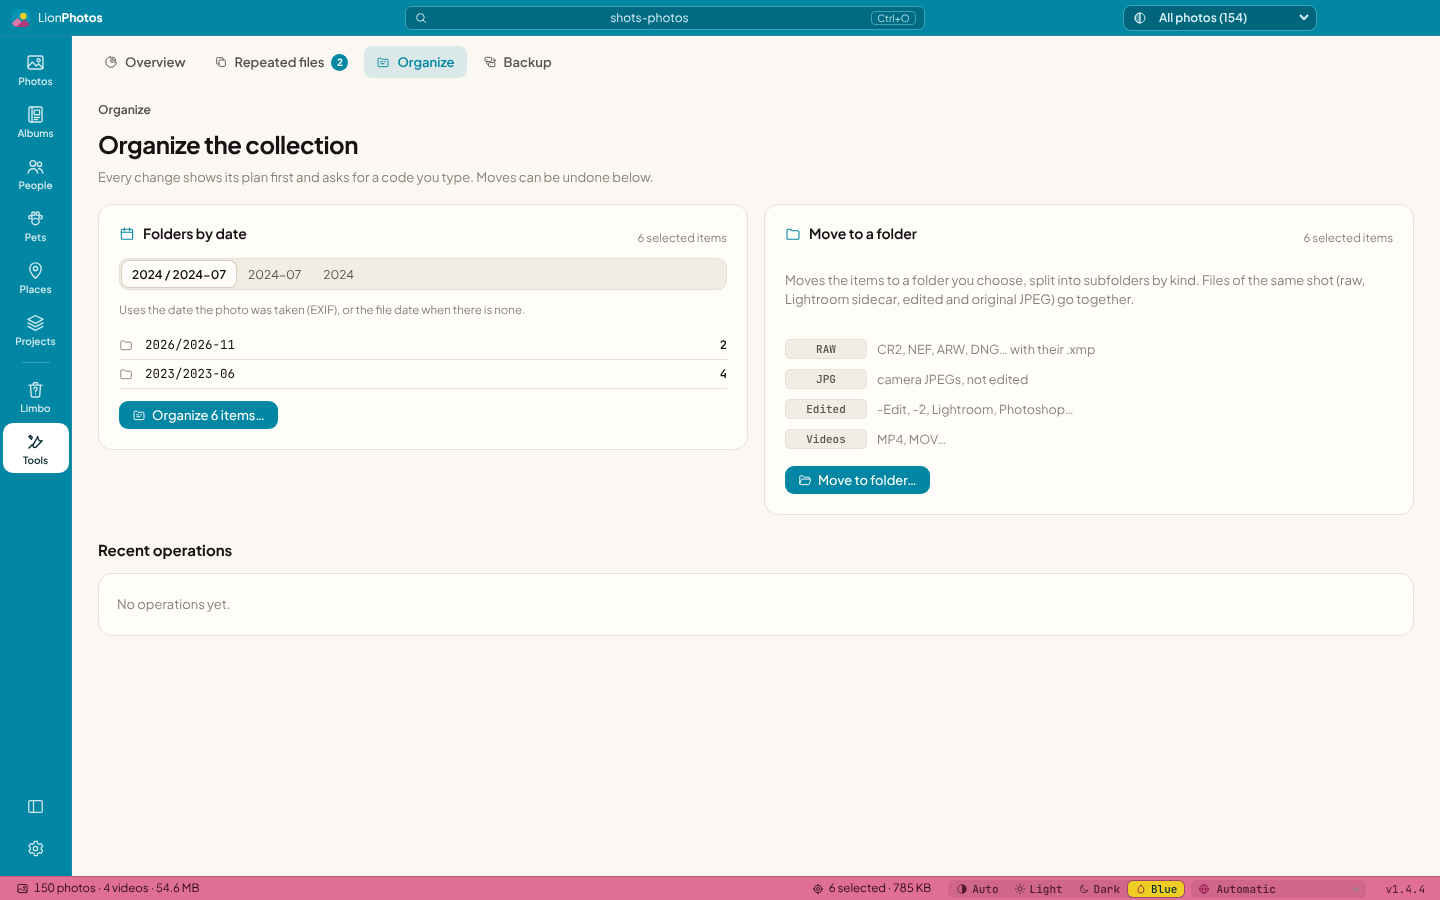 LionPhotos
shots-photos
Ctrl+O
All photos (154)
Photos
Albums
People
Pets
Places
Projects
Limbo
Tools
Overview
Repeated files 2
Organize
Backup
Organize
Organize the collection
Every change shows its plan first and asks for a code you type. Moves can be undone below.
Folders by date
6 selected items
2024 / 2024-07
2024-07
2024
Uses the date the photo was taken (EXIF), or the file date when there is none.
2026/2026-11 2
2023/2023-06 4
Organize 6 items…
Move to a folder
6 selected items
Moves the items to a folder you choose, split into subfolders by kind. Files of the same shot (raw,
Lightroom sidecar, edited and original JPEG) go together.
RAW CR2, NEF, ARW, DNG… with their .xmp
JPG camera JPEGs, not edited
Edited -Edit, -2, Lightroom, Photoshop…
Videos MP4, MOV…
Move to folder…
Recent operations
No operations yet.
150 photos · 4 videos · 54.6 MB
6 selected · 785 KB
Auto
Light
Dark
Blue
Automatic
v1.4.4